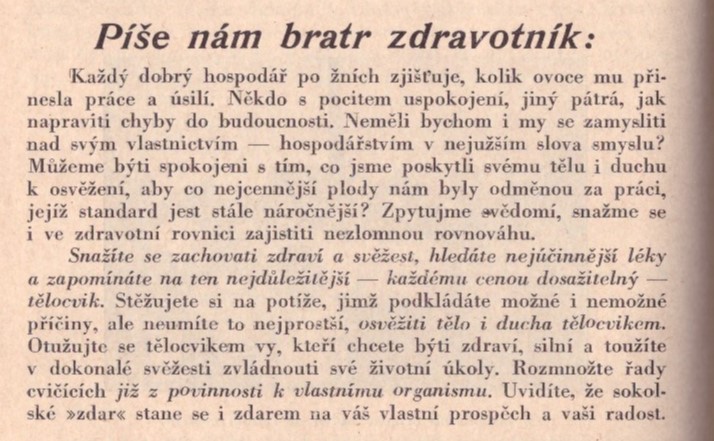 Píše nám bratr zdravotník:
Každý dobrý hospodář po žních zjišťuje, kolik ovoce mu při-
nesla práce a úsilí. Někdo s pocitem uspokojení, jiný pátrá, jak
napraviti chyby do budoucnosti. Neměli bychom i my se zamysliti
nad svým vlastnictvím — hospodářstvím v nejužším slova smyslu?
Můžeme býti spokojeni s tím, co jsme poskytli svému tělu i duchu
k osvěžení, aby co nejcennější plody nám byly odměnou za práci,
jejíž standard jest stále náročnější? Zpytujme svědomí, snažme se
i ve zdravotní rovnici zajistiti nezlomnou rovnováhu.
Snažíte se zachovati zdraví a svěžest, hledáte nejúčinnější léky
a zapomínáte na ten nejdůležitější — každému cenou dosažitelný —
tělocvik. Stěžujete si na potíže, jimž podkládáte možné i nemožné
příčiny, ale neumíte to nejprostší, osvěžiti tělo i ducha tělocvikem.
Otužujte se tělocvikem vy, kteří chcete býti zdraví, silní a toužíte
v dokonalé svěžesti zvládnouti své životní úkoly. Rozmnožte řady
cvičících již z povinnosti k vlastnímu organismu. Uvidíte, že sokol-
ské »zdar« stane se i zdarem na váš vlastní prospěch a vaši radost.